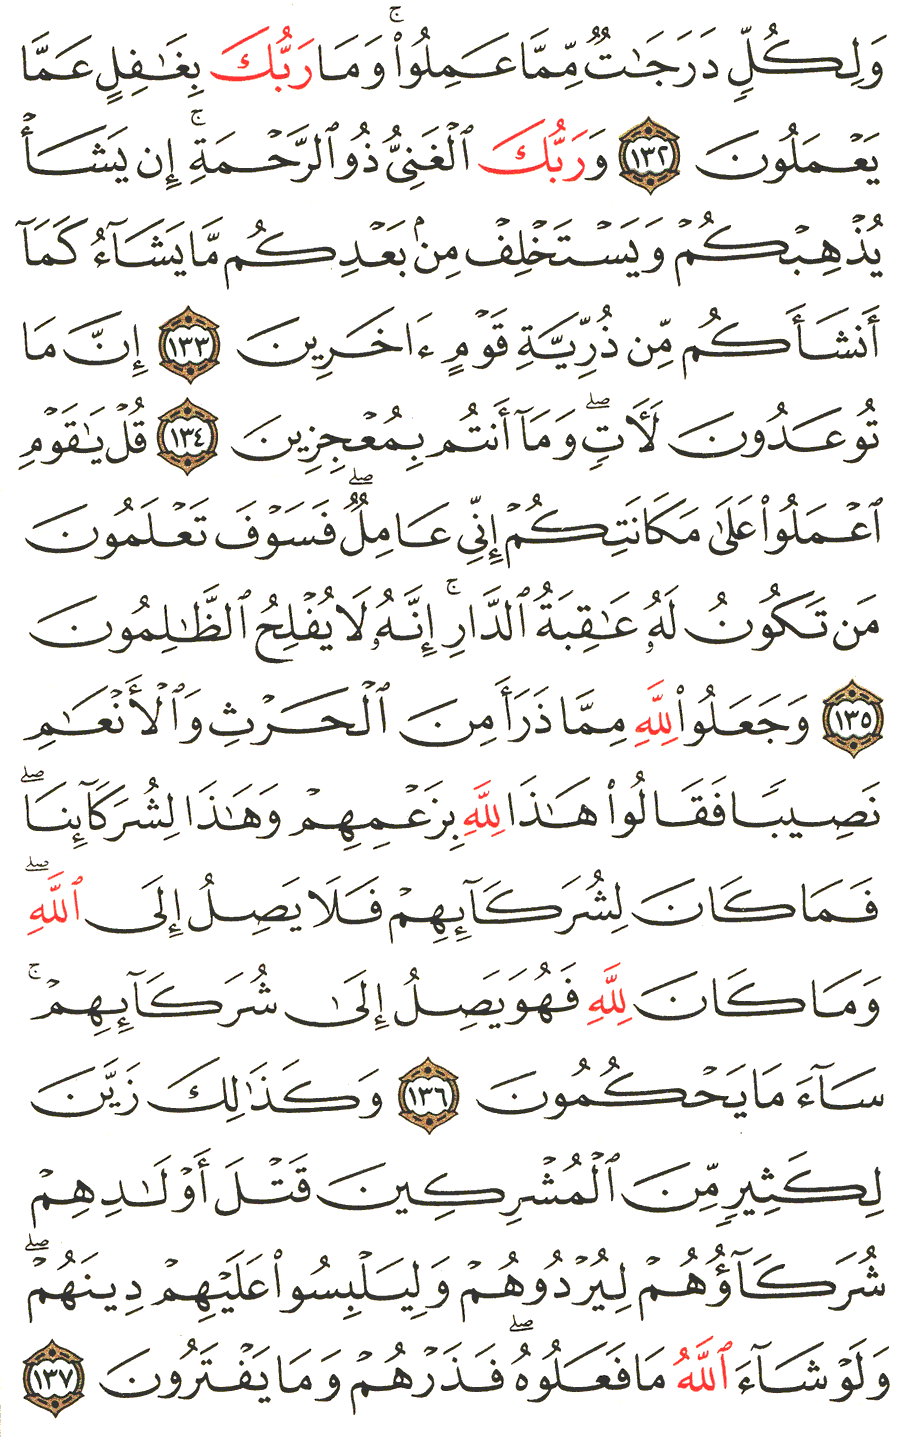 وَلِكُلٍّ دَرَجَٰتٌ مِّمَّا عَمِلُوا۟ ۚ وَمَا رَبُّكَ بِغَٰفِلٍ عَمَّا
يَعْمَلُونَ ١٣٢ وَرَبُّكَ ٱلْغَنِىُّ ذُو ٱلرَّحْمَةِ ۚ إِن يَشَأْ
يُذْهِبْكُمْ وَيَسْتَخْلِفْ مِنۢ بَعْدِكُم مَّا يَشَآءُ كَمَآ
أَنشَأَكُم مِّن ذُرِّيَّةِ قَوْمٍ ءَاخَرِينَ ١٣٣ إِنَّ مَا
تُوعَدُونَ لَـَٔاتٍ ۖ وَمَآ أَنتُم بِمُعْجِزِينَ ١٣٤ قُلْ يَٰقَوْمِ
ٱعْمَلُوا۟ عَلَىٰ مَكَانَتِكُمْ إِنِّى عَامِلٌ ۖ فَسَوْفَ تَعْلَمُونَ
مَن تَكُونُ لَهُۥ عَٰقِبَةُ ٱلدَّارِ ۚ إِنَّهُۥ لَا يُفْلِحُ ٱلظَّٰلِمُونَ
١٣٥ وَجَعَلُوا۟ لِلَّهِ مِمَّا ذَرَأَ مِنَ ٱلْحَرْثِ وَٱلْأَنْعَٰمِ
نَصِيبًا فَقَالُوا۟ هَٰذَا لِلَّهِ بِزَعْمِهِمْ وَهَٰذَا لِشُرَكَآئِنَا ۖ
فَمَا كَانَ لِشُرَكَآئِهِمْ فَلَا يَصِلُ إِلَى ٱللَّهِ ۖ
وَمَا كَانَ لِلَّهِ فَهُوَ يَصِلُ إِلَىٰ شُرَكَآئِهِمْ ۗ
سَآءَ مَا يَحْكُمُونَ ١٣٦ وَكَذَٰلِكَ زَيَّنَ
لِكَثِيرٍ مِّنَ ٱلْمُشْرِكِينَ قَتْلَ أَوْلَٰدِهِمْ
شُرَكَآؤُهُمْ لِيُرْدُوهُمْ وَلِيَلْبِسُوا۟ عَلَيْهِمْ دِينَهُمْ ۖ
وَلَوْ شَآءَ ٱللَّهُ مَا فَعَلُوهُ ۖ فَذَرْهُمْ وَمَا يَفْتَرُونَ ١٣٧